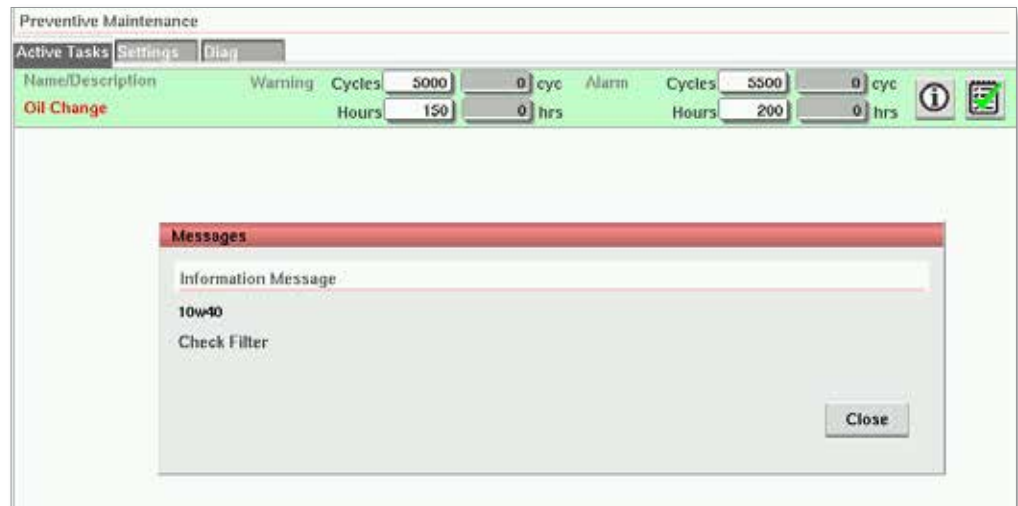 Preventive Maintenance
Active Tasks Settings Diag
Name/Description Warning Cycles 5000 0 cyc Alarm Cycles 5500 0 cyc
Oil Change Hours 150 0 hrs Hours 200 0 hrs
Messages
Information Message
10w40
Check Filter
Close